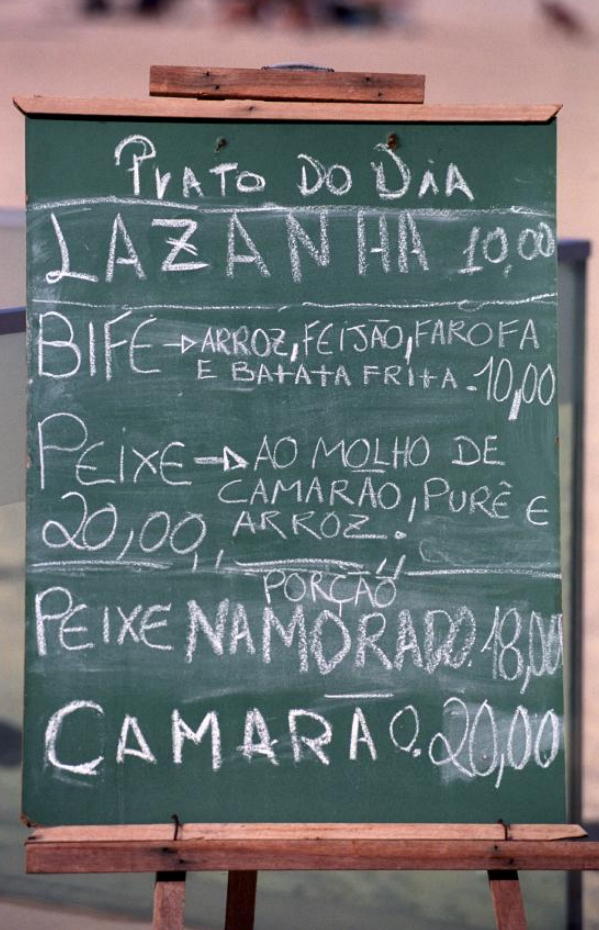 PRATO DO DIA
LAZANHA 10,00
BIFE → ARROZ, FEIJÃO, FAROFA
E BATATA FRITA. 10,00
PEIXE → AO MOLHO DE
CAMARÃO, PURÊ E
20,00,, ARROZ.
PORÇÃO
PEIXE NAMORADO. 18,00
CAMARÃO. 20,00